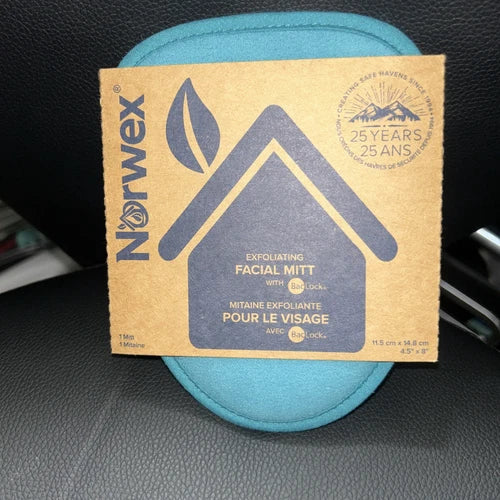 Norwex®
CREATING SAFE HAVENS SINCE 1994
25 YEARS
25 ANS
EXFOLIATING
FACIAL MITT
WITH BacLock®
MITAINE EXFOLIANTE
POUR LE VISAGE
AVEC BacLock®
1 Mitt
1 Mitaine
11.5 cm x 14.8 cm
4.5" x 8"